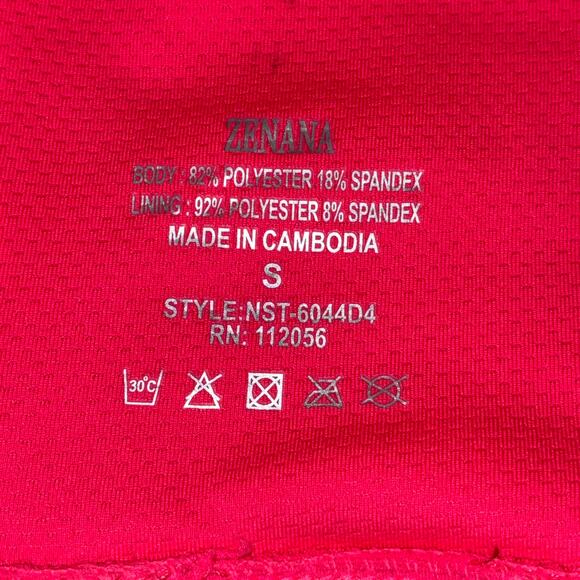 ZENANA
BODY : 82% POLYESTER 18% SPANDEX
LINING : 92% POLYESTER 8% SPANDEX
MADE IN CAMBODIA
S
STYLE:NST-6044D4
RN: 112056
30°C